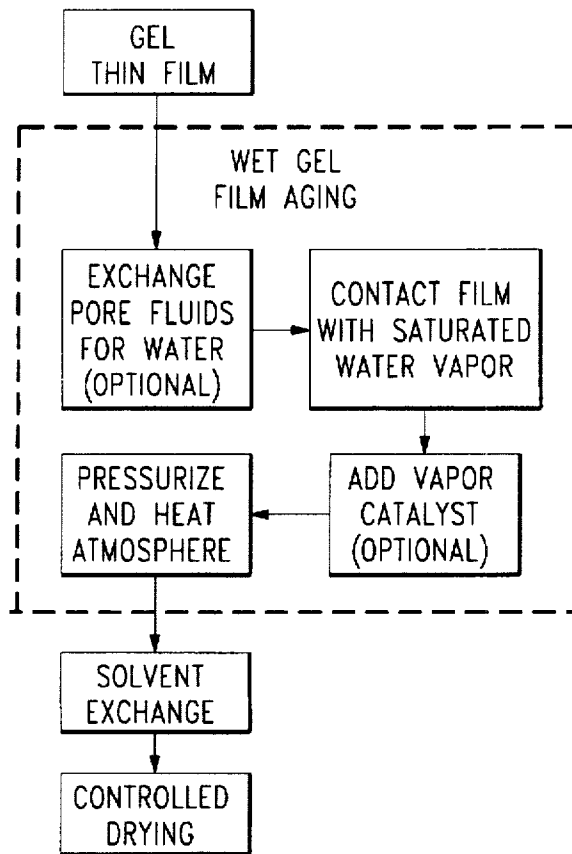 GEL
THIN FILM
WET GEL
FILM AGING
EXCHANGE
PORE FLUIDS
FOR WATER
(OPTIONAL)
CONTACT FILM
WITH SATURATED
WATER VAPOR
ADD VAPOR
CATALYST
(OPTIONAL)
PRESSURIZE
AND HEAT
ATMOSPHERE
SOLVENT
EXCHANGE
CONTROLLED
DRYING